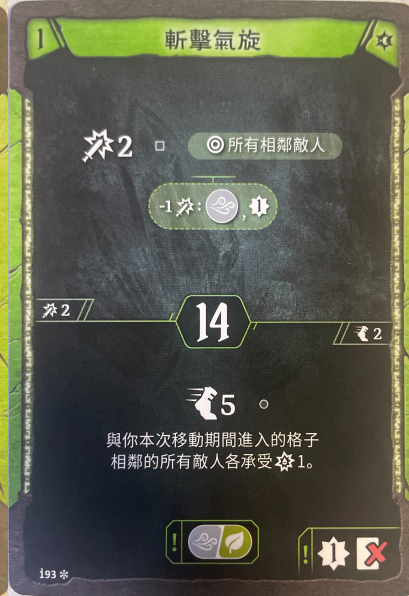 1
斬擊氣旋
2 所有相鄰敵人
-1 : , 1
2
14
2
5
與你本次移動期間進入的格子
相鄰的所有敵人各承受 1。
!
! 1
193